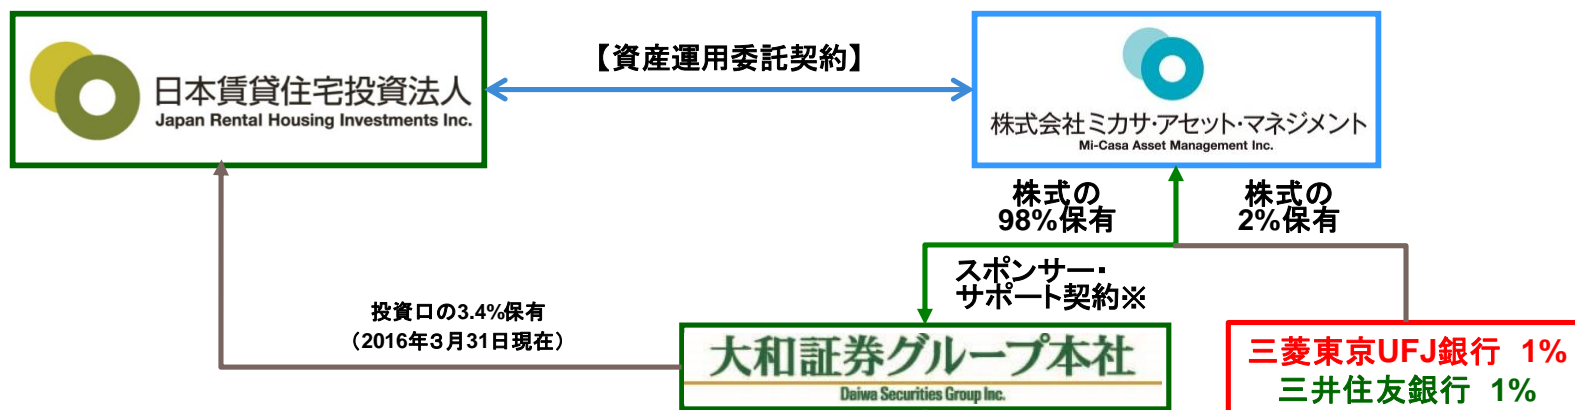 日本賃貸住宅投資法人
Japan Rental Housing Investments Inc.
【資産運用委託契約】
株式会社ミカサ・アセット・マネジメント
Mi-Casa Asset Management Inc.
株式の
98%保有
株式の
2%保有
スポンサー・
サポート契約※
投資口の3.4%保有
（2016年3月31日現在）
大和証券グループ本社
Daiwa Securities Group Inc.
三菱東京UFJ銀行 1%
三井住友銀行 1%